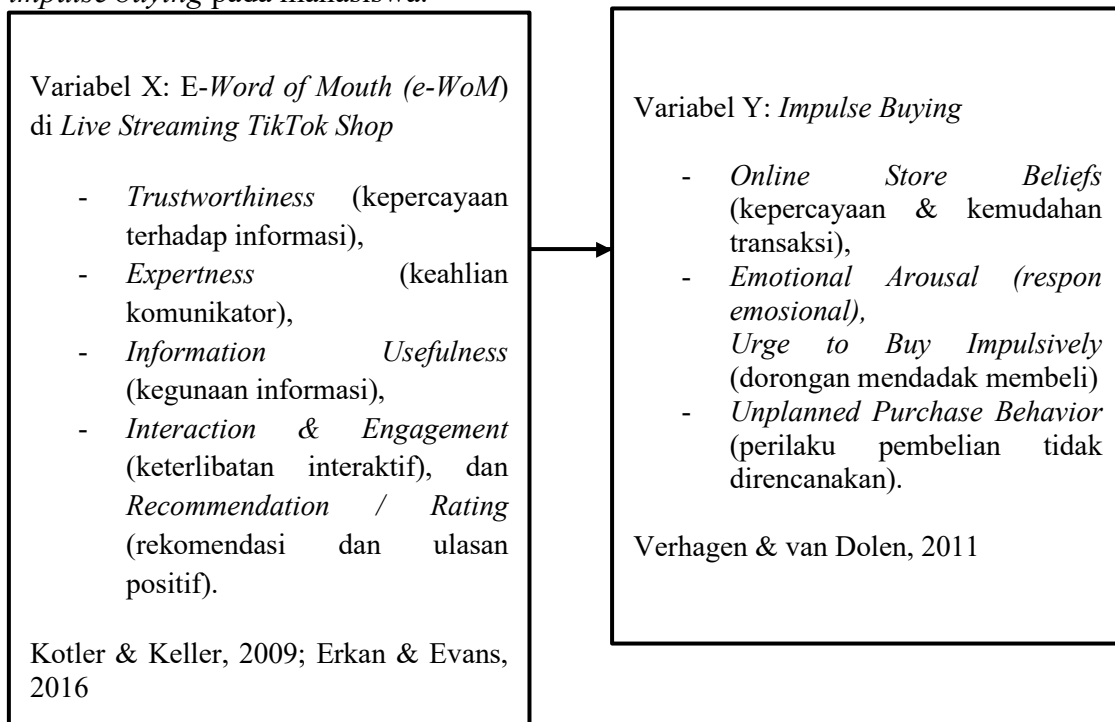 impulse buying pada mahasiswa.
Variabel X: E-Word of Mouth (e-WoM)
di Live Streaming TikTok Shop
- Trustworthiness (kepercayaan
terhadap informasi),
- Expertness (keahlian
komunikator),
- Information Usefulness
(kegunaan informasi),
- Interaction & Engagement
(keterlibatan interaktif), dan
Recommendation / Rating
(rekomendasi dan ulasan
positif).
Kotler & Keller, 2009; Erkan & Evans,
2016
Variabel Y: Impulse Buying
- Online Store Beliefs
(kepercayaan & kemudahan
transaksi),
- Emotional Arousal (respon
emosional),
Urge to Buy Impulsively
(dorongan mendadak membeli)
- Unplanned Purchase Behavior
(perilaku pembelian tidak
direncanakan).
Verhagen & van Dolen, 2011